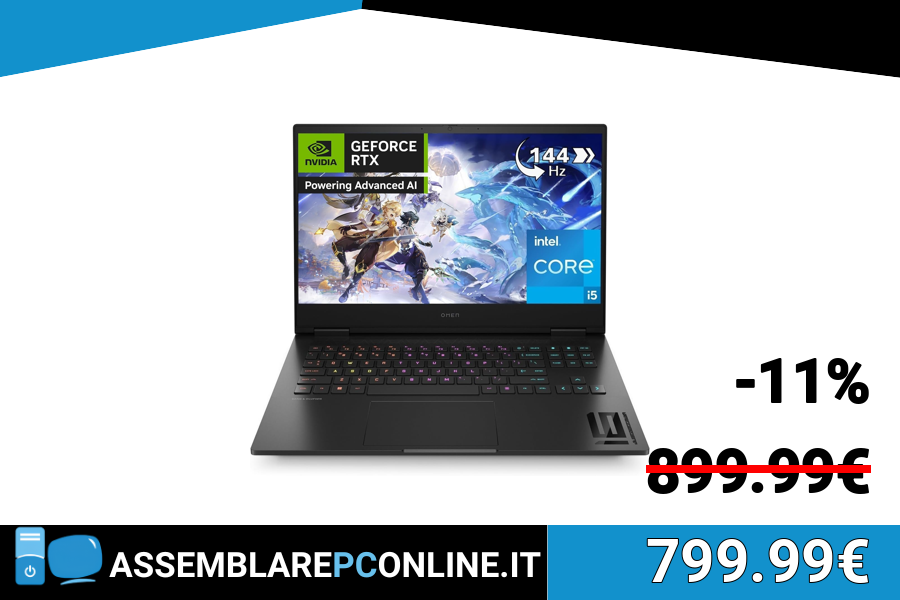 NVIDIA
GEFORCE
RTX
Powering Advanced AI
144
Hz
intel.
CORE
i5
OMEN
-11%
899.99€
ASSEMBLAREPCONLINE.IT
799.99€